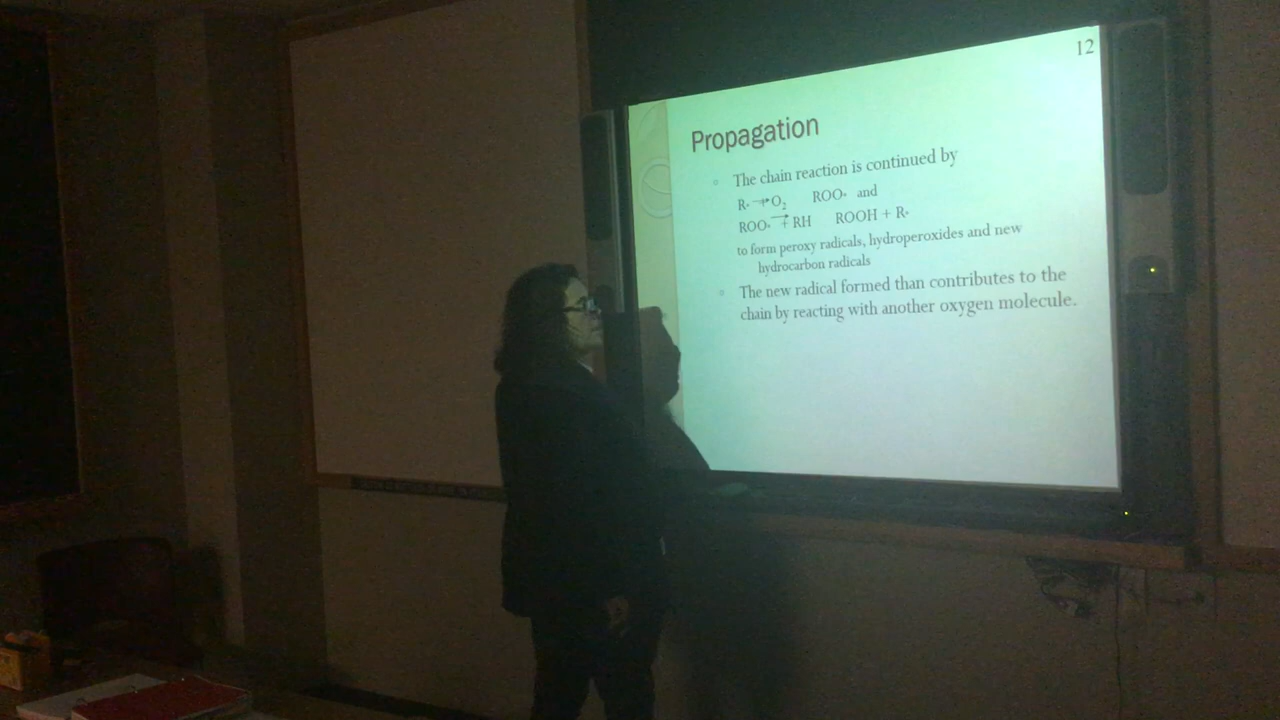 12
Propagation
The chain reaction is continued by
R• → O₂ ROO• and
ROO• → + RH ROOH + R•
to form peroxy radicals, hydroperoxides and new
hydrocarbon radicals
The new radical formed than contributes to the
chain by reacting with another oxygen molecule.